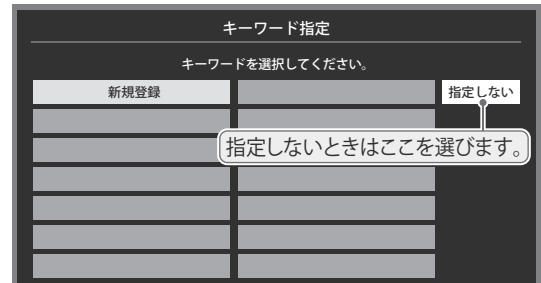 キーワード指定
キーワードを選択してください。
新規登録
指定しない
指定しないときはここを選びます。